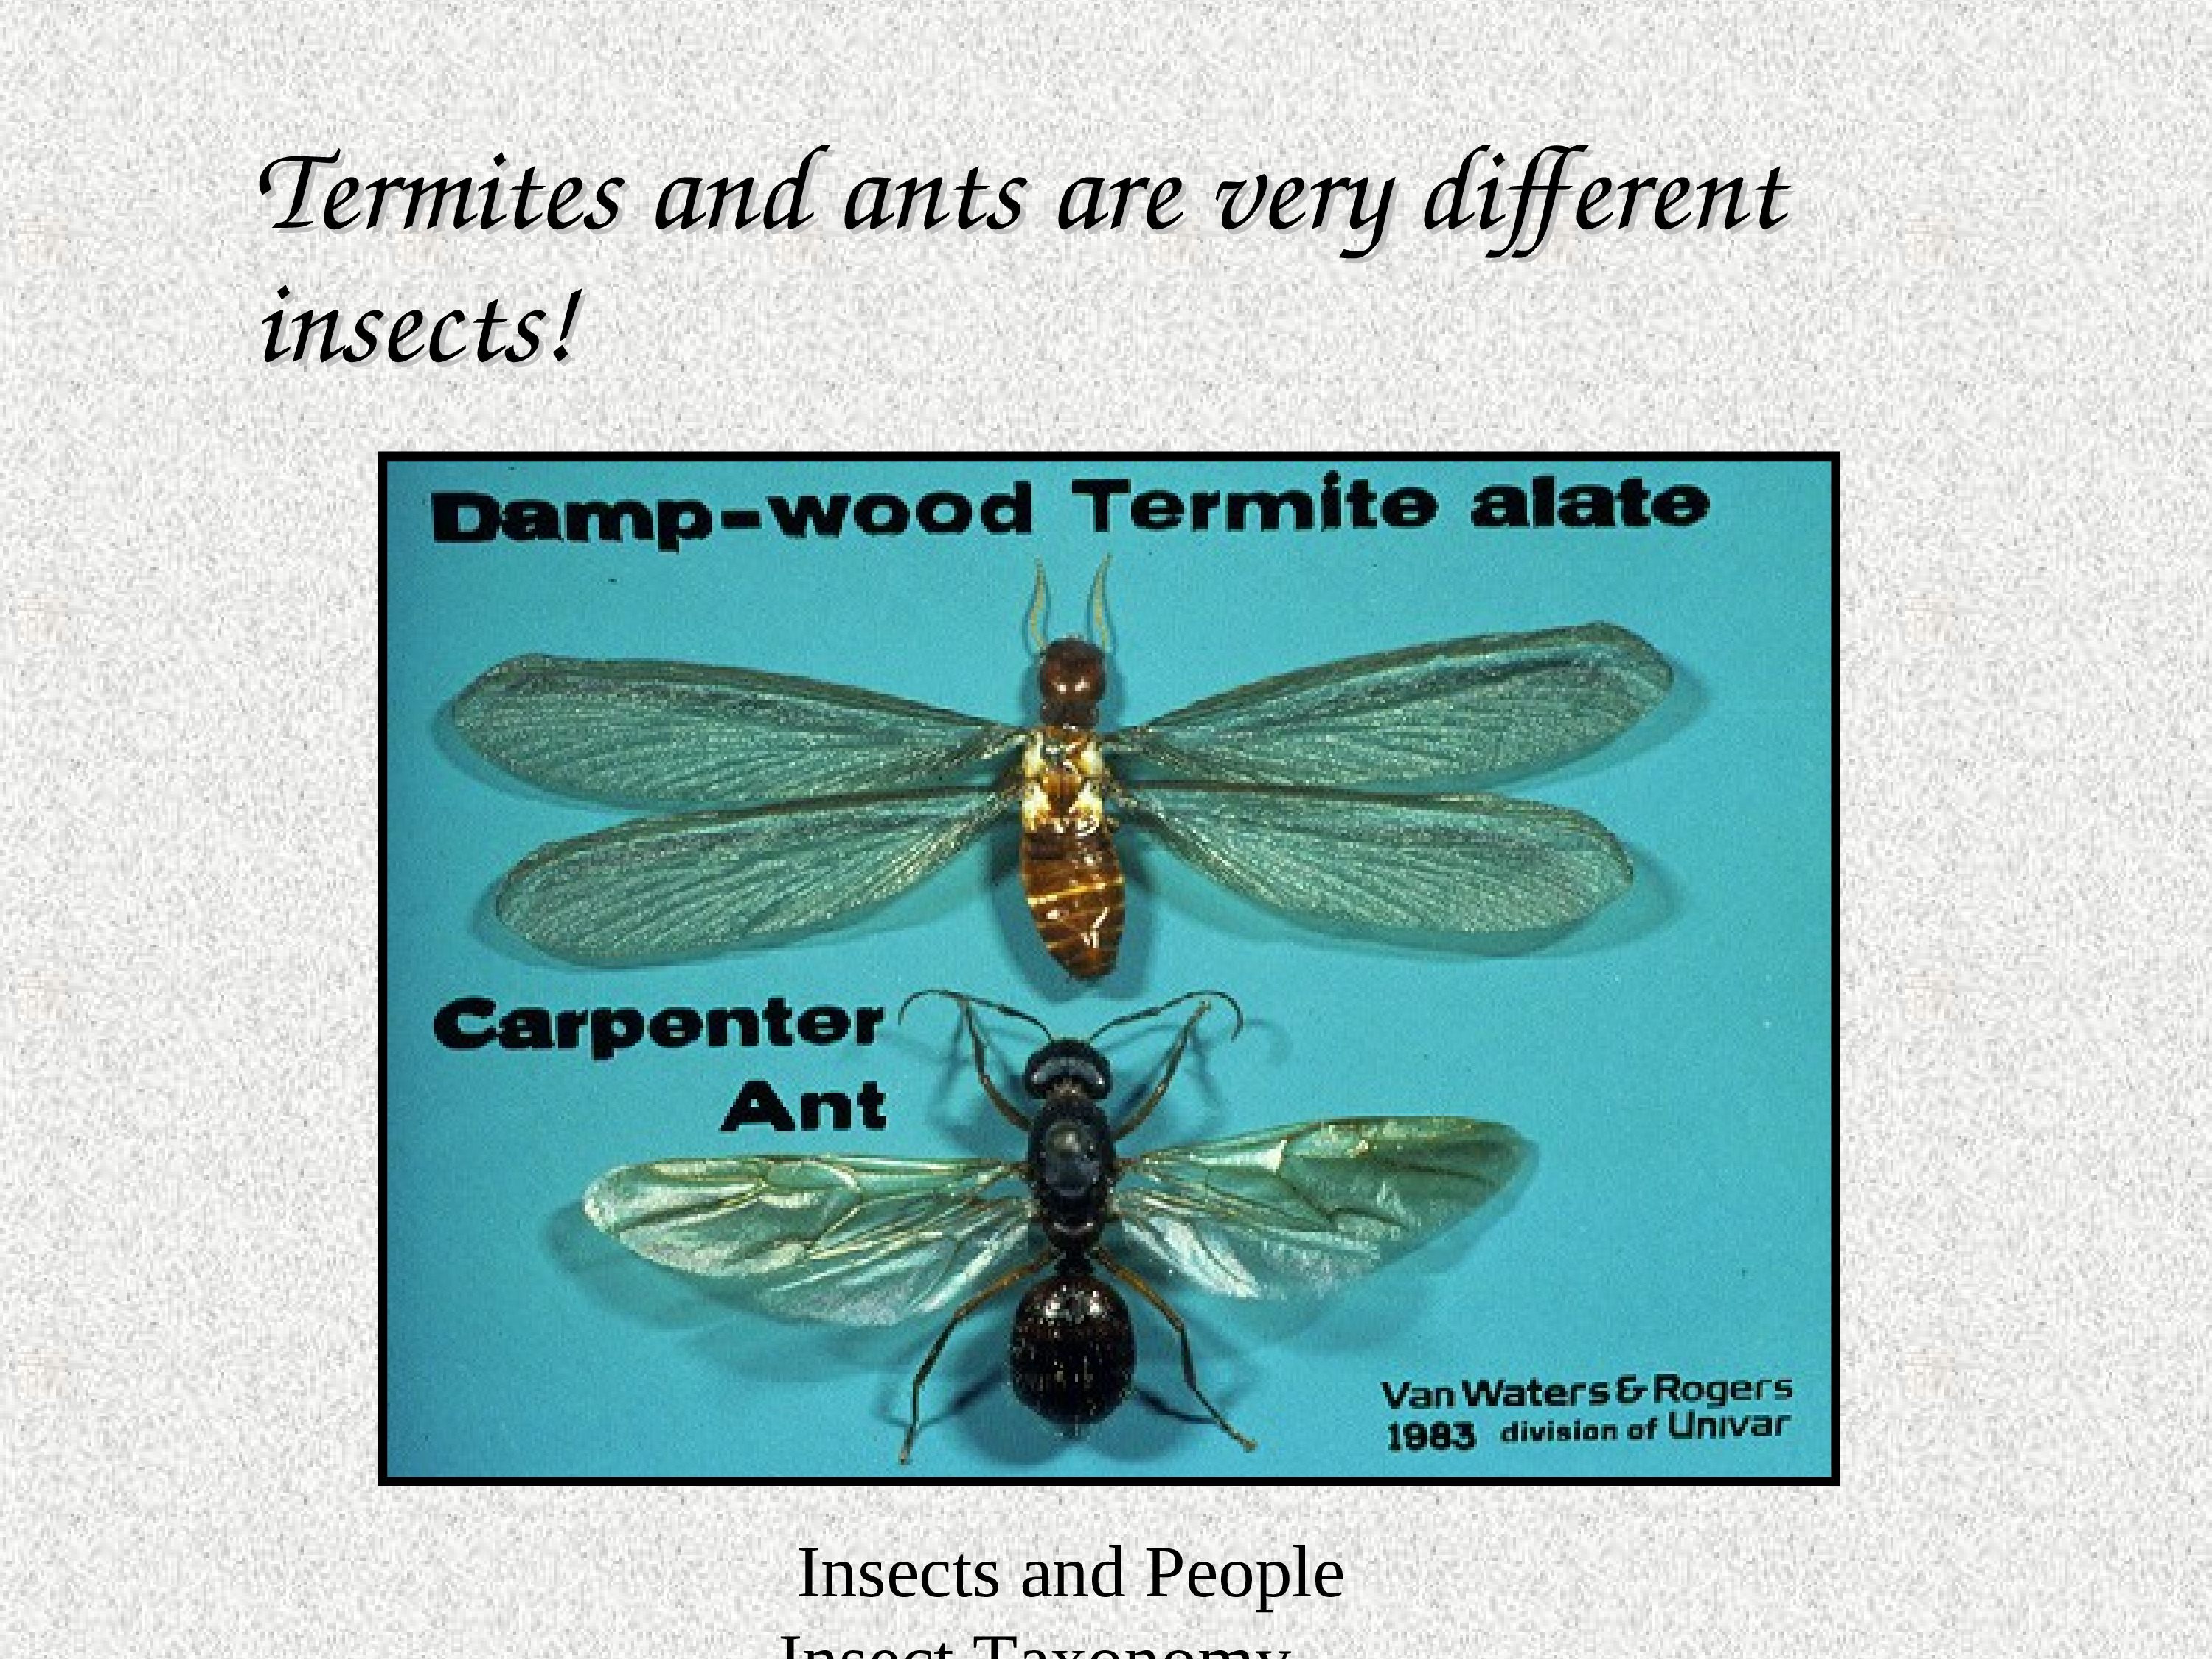 Termites and ants are very different
insects!
Damp-wood Termite alate
Carpenter
Ant
Van Waters & Rogers
1983 division of Univar
Insects and People
Insect Taxonomy